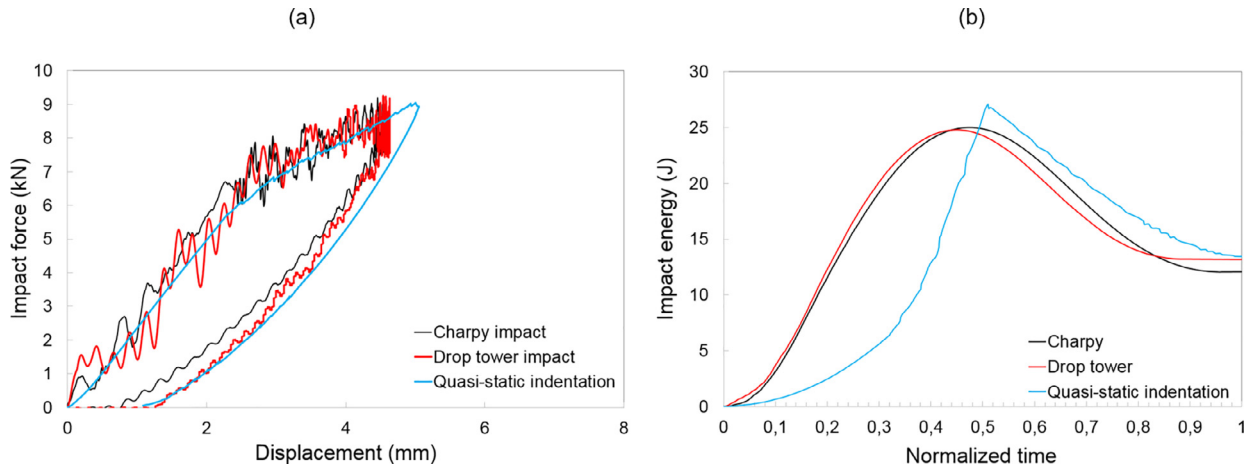 (a)
10
9
8
7
6
5
4
3
2
1
0
Impact force (kN)
Charpy impact
Drop tower impact
Quasi-static indentation
0 2 4 6 8
Displacement (mm)
(b)
30
25
20
15
10
5
0
Impact energy (J)
Charpy
Drop tower
Quasi-static indentation
0 0,1 0,2 0,3 0,4 0,5 0,6 0,7 0,8 0,9 1
Normalized time